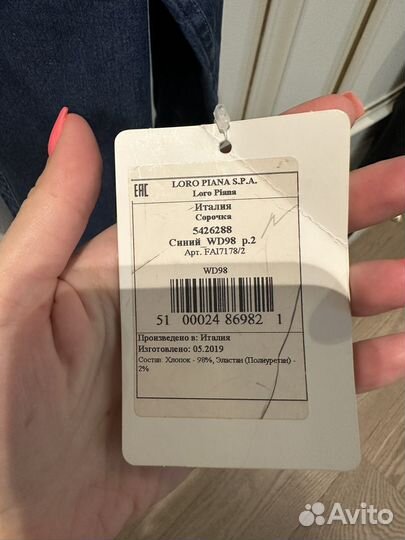 EAC
LORO PIANA S.P.A.
Loro Piana
Италия
Сорочка
5426288
Синий WD98 р.2
Арт. FAI7178/2
WD98
51 00024 86982 1
Произведено в: Италия
Изготовлено: 05.2019
Состав: Хлопок - 98%, Эластан (Полиуретан) -
2%
Avito